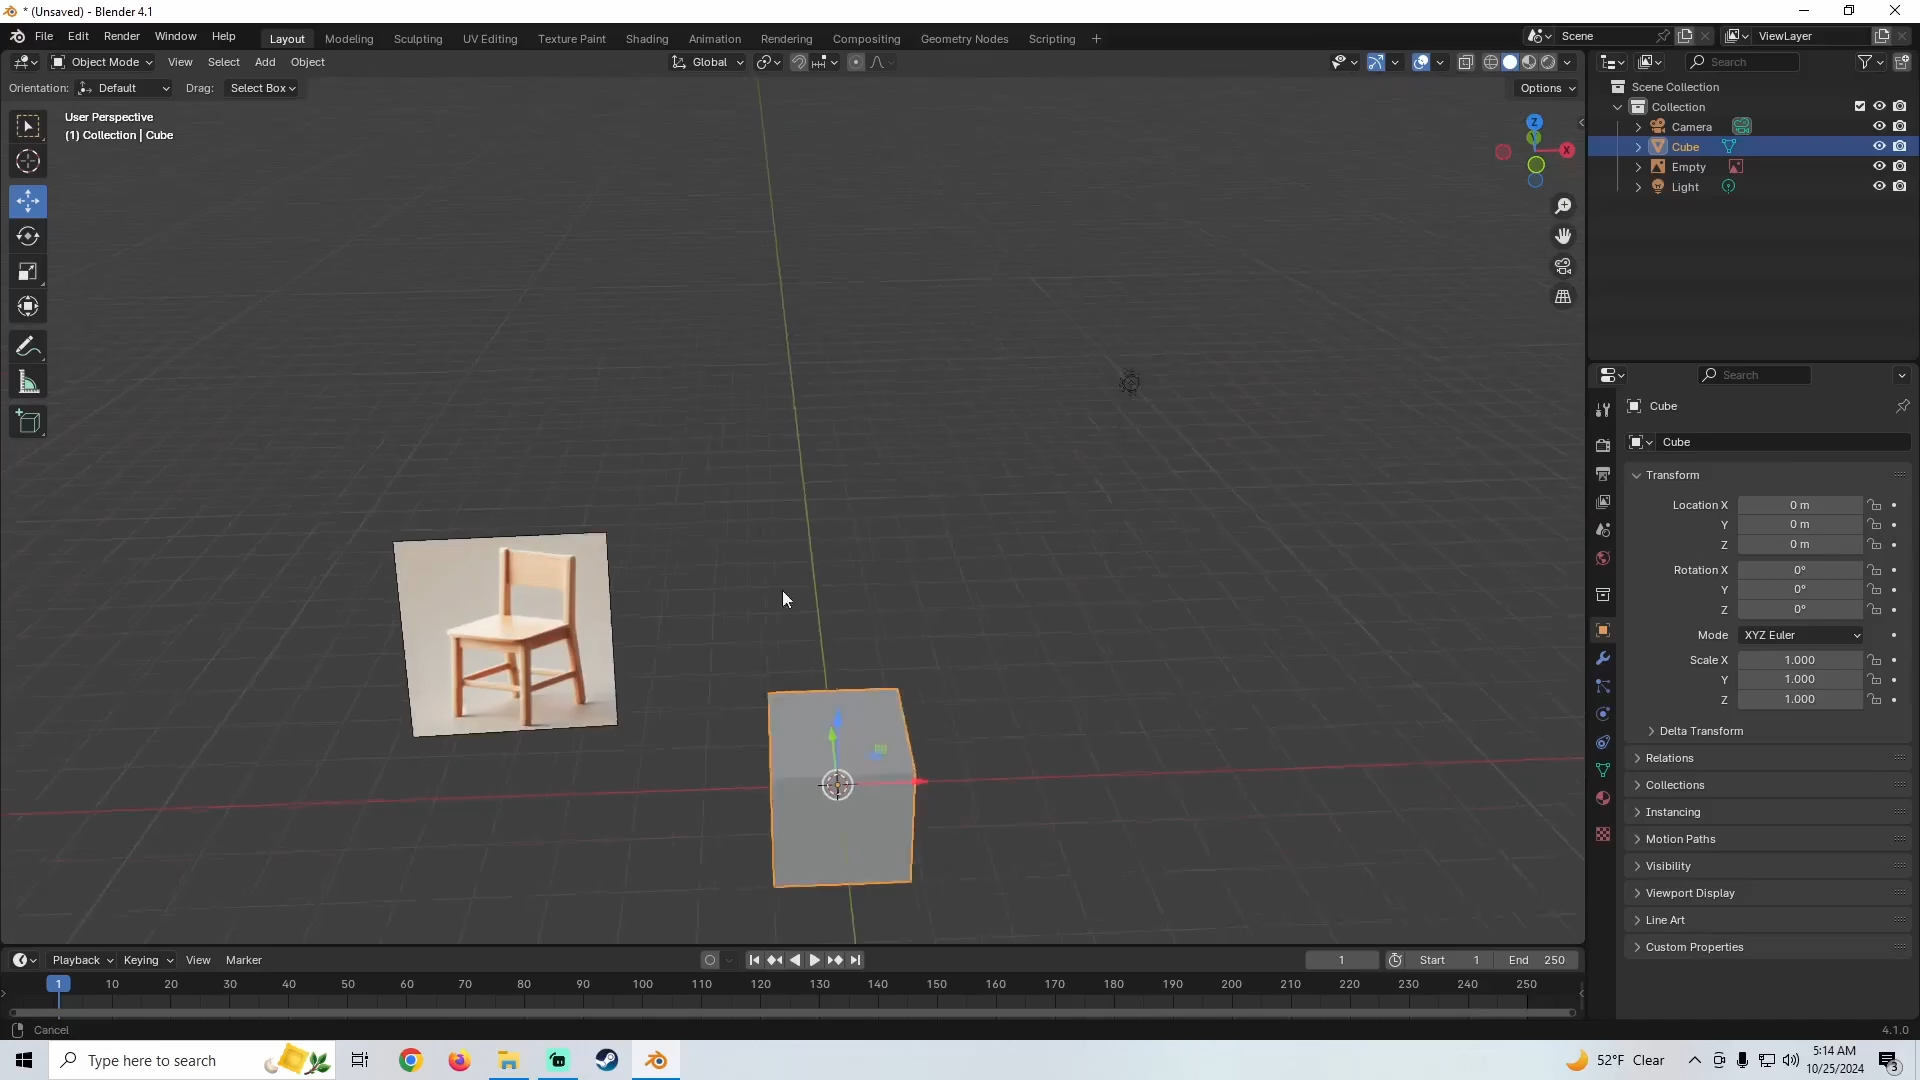 * (Unsaved) - Blender 4.1
File Edit Render Window Help
Layout Modeling Sculpting UV Editing Texture Paint Shading Animation Rendering Compositing Geometry Nodes Scripting +
Scene
ViewLayer
Object Mode View Select Add Object
Global
Search
Orientation: Default Drag: Select Box
Options
User Perspective
(1) Collection | Cube
Z
Y
X
Scene Collection
Collection
Camera
Cube
Empty
Light
Search
Cube
Cube
Transform
Location X 0 m
Y 0 m
Z 0 m
Rotation X 0°
Y 0°
Z 0°
Mode XYZ Euler
Scale X 1.000
Y 1.000
Z 1.000
Delta Transform
Relations
Collections
Instancing
Motion Paths
Visibility
Viewport Display
Line Art
Custom Properties
Playback Keying View Marker
1
Start 1 End 250
1 10 20 30 40 50 60 70 80 90 100 110 120 130 140 150 160 170 180 190 200 210 220 230 240 250
Cancel
4.1.0
Type here to search
52°F Clear
5:14 AM
10/25/2024
3